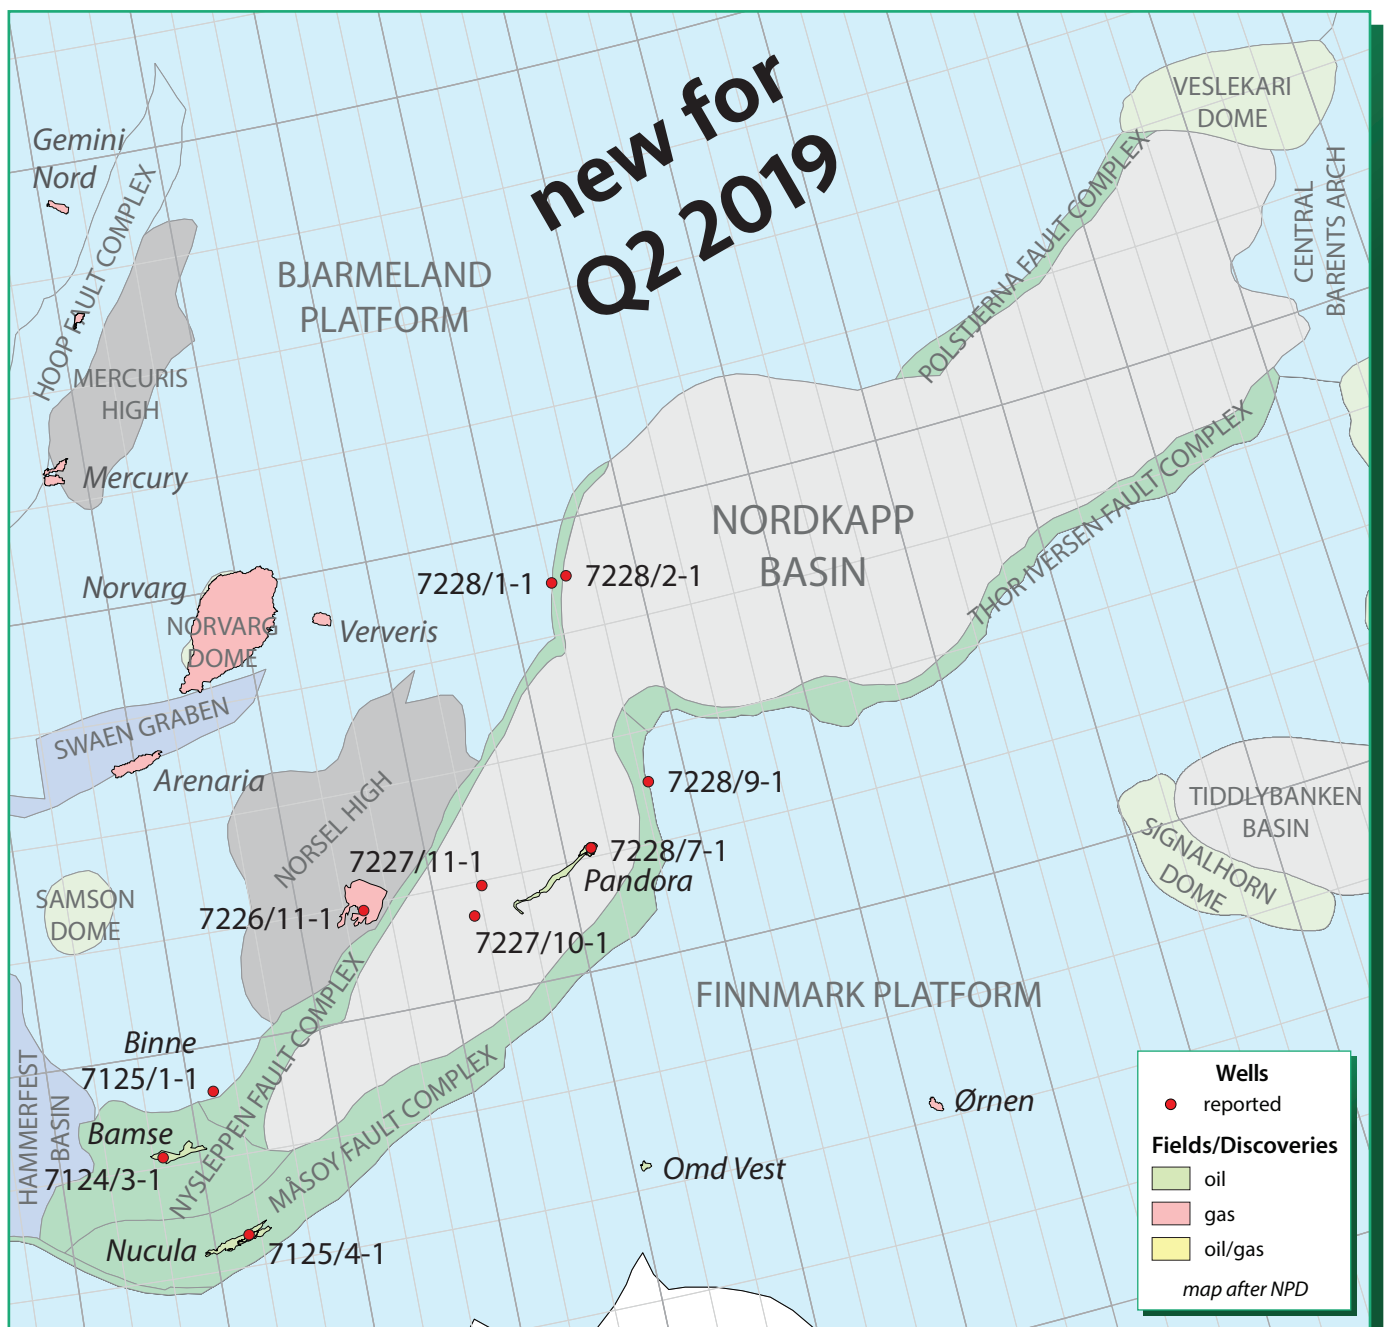 new for
Q2 2019
VESLEKARI
DOME
Gemini
Nord
HOOP FAULT COMPLEX
POLSTJERNA FAULT COMPLEX
CENTRAL
BARENTS ARCH
BJARMELAND
PLATFORM
MERCURIS
HIGH
Mercury
THOR IVERSEN FAULT COMPLEX
NORDKAPP
BASIN
7228/1-1
7228/2-1
Norvarg
NORVARG
DOME
Ververis
SWAEN GRABEN
Arenaria
7228/9-1
TIDDLYBANKEN
BASIN
SIGNALHORN
DOME
NORSEL HIGH
7227/11-1
7228/7-1
Pandora
SAMSON
DOME
7226/11-1
7227/10-1
FINNMARK PLATFORM
Binne
7125/1-1
NYSLEPPEN FAULT COMPLEX
MÅSOY FAULT COMPLEX
HAMMERFEST
BASIN
Bamse
7124/3-1
Ørnen
Omd Vest
Nucula
7125/4-1
Wells
reported
Fields/Discoveries
oil
gas
oil/gas
map after NPD